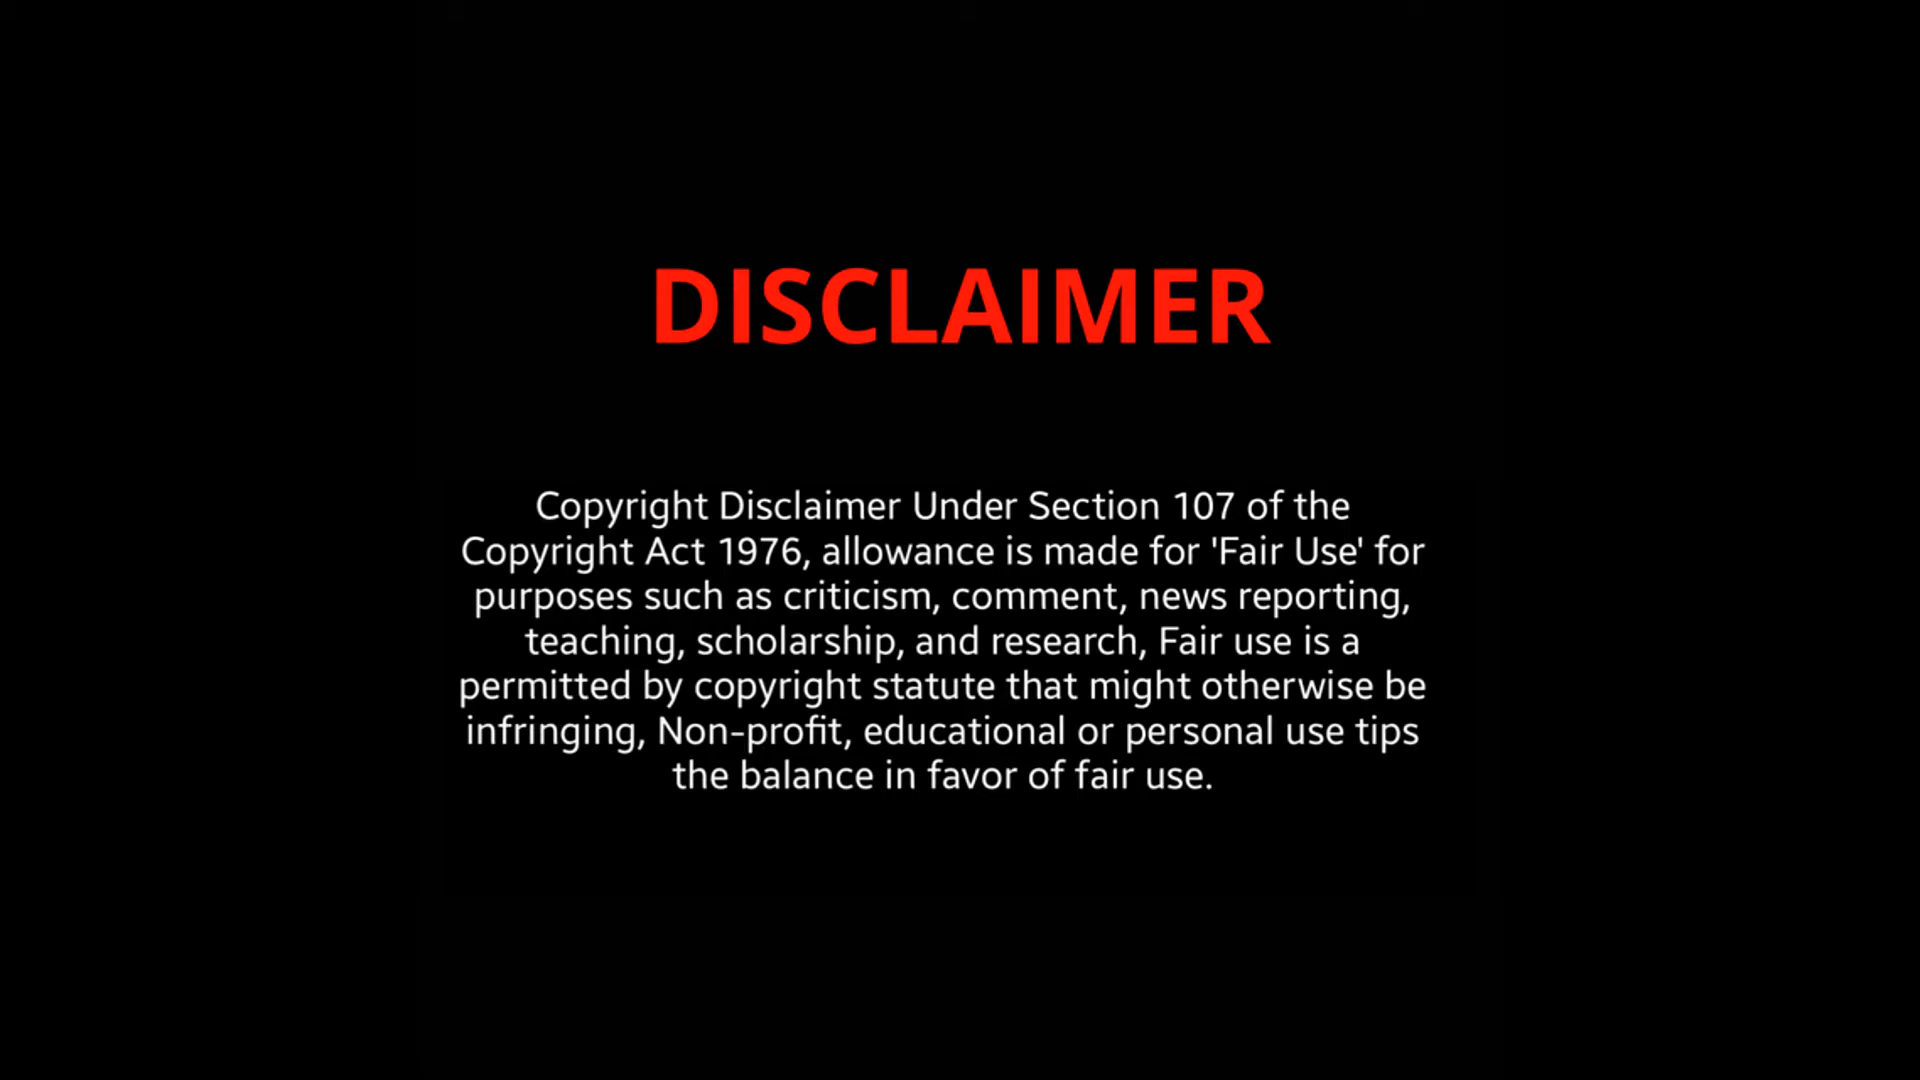 DISCLAIMER
Copyright Disclaimer Under Section 107 of the
Copyright Act 1976, allowance is made for 'Fair Use' for
purposes such as criticism, comment, news reporting,
teaching, scholarship, and research, Fair use is a
permitted by copyright statute that might otherwise be
infringing, Non-profit, educational or personal use tips
the balance in favor of fair use.